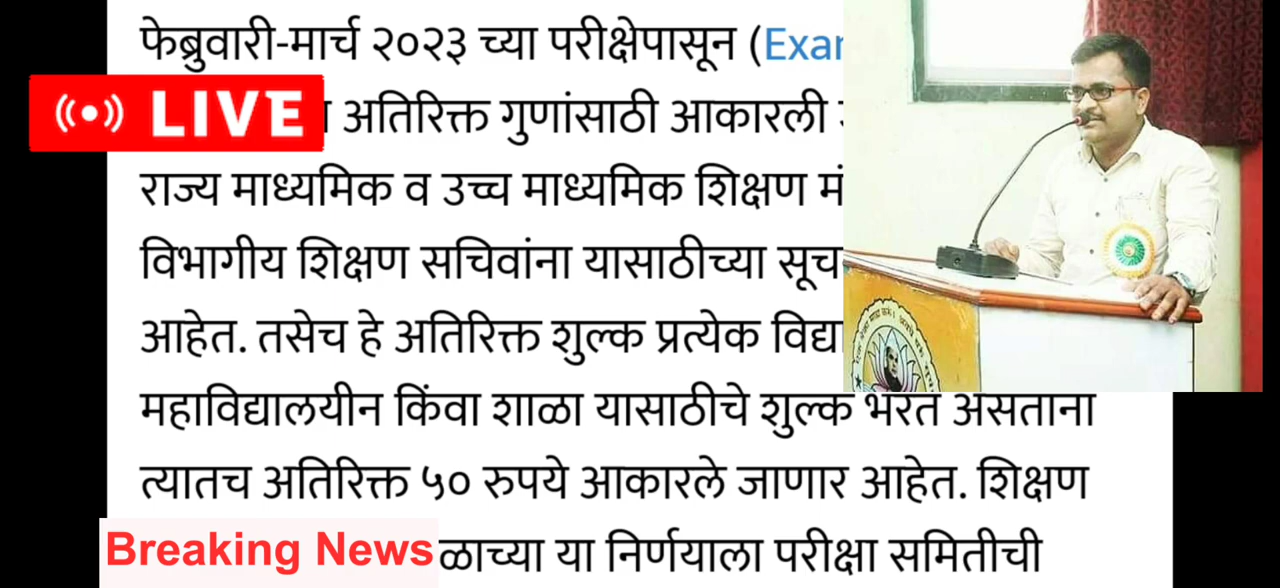 फेब्रुवारी-मार्च २०२३ च्या परीक्षेपासून (Exa
LIVE
अतिरिक्त गुणांसाठी आकारली
राज्य माध्यमिक व उच्च माध्यमिक शिक्षण मं
विभागीय शिक्षण सचिवांना यासाठीच्या सूच
आहेत. तसेच हे अतिरिक्त शुल्क प्रत्येक विद्या
महाविद्यालयीन किंवा शाळा यासाठीचे शुल्क भरत असताना
त्यातच अतिरिक्त ५० रुपये आकारले जाणार आहेत. शिक्षण
Breaking News
ळाच्या या निर्णयाला परीक्षा समितीची